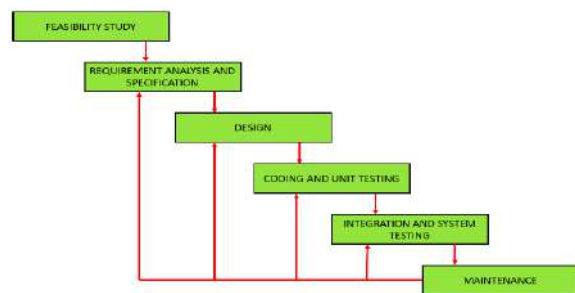 FEASIBILITY STUDY
REQUIREMENT ANALYSIS AND
SPECIFICATION
DESIGN
CODING AND UNIT TESTING
INTEGRATION AND SYSTEM
TESTING
MAINTENANCE